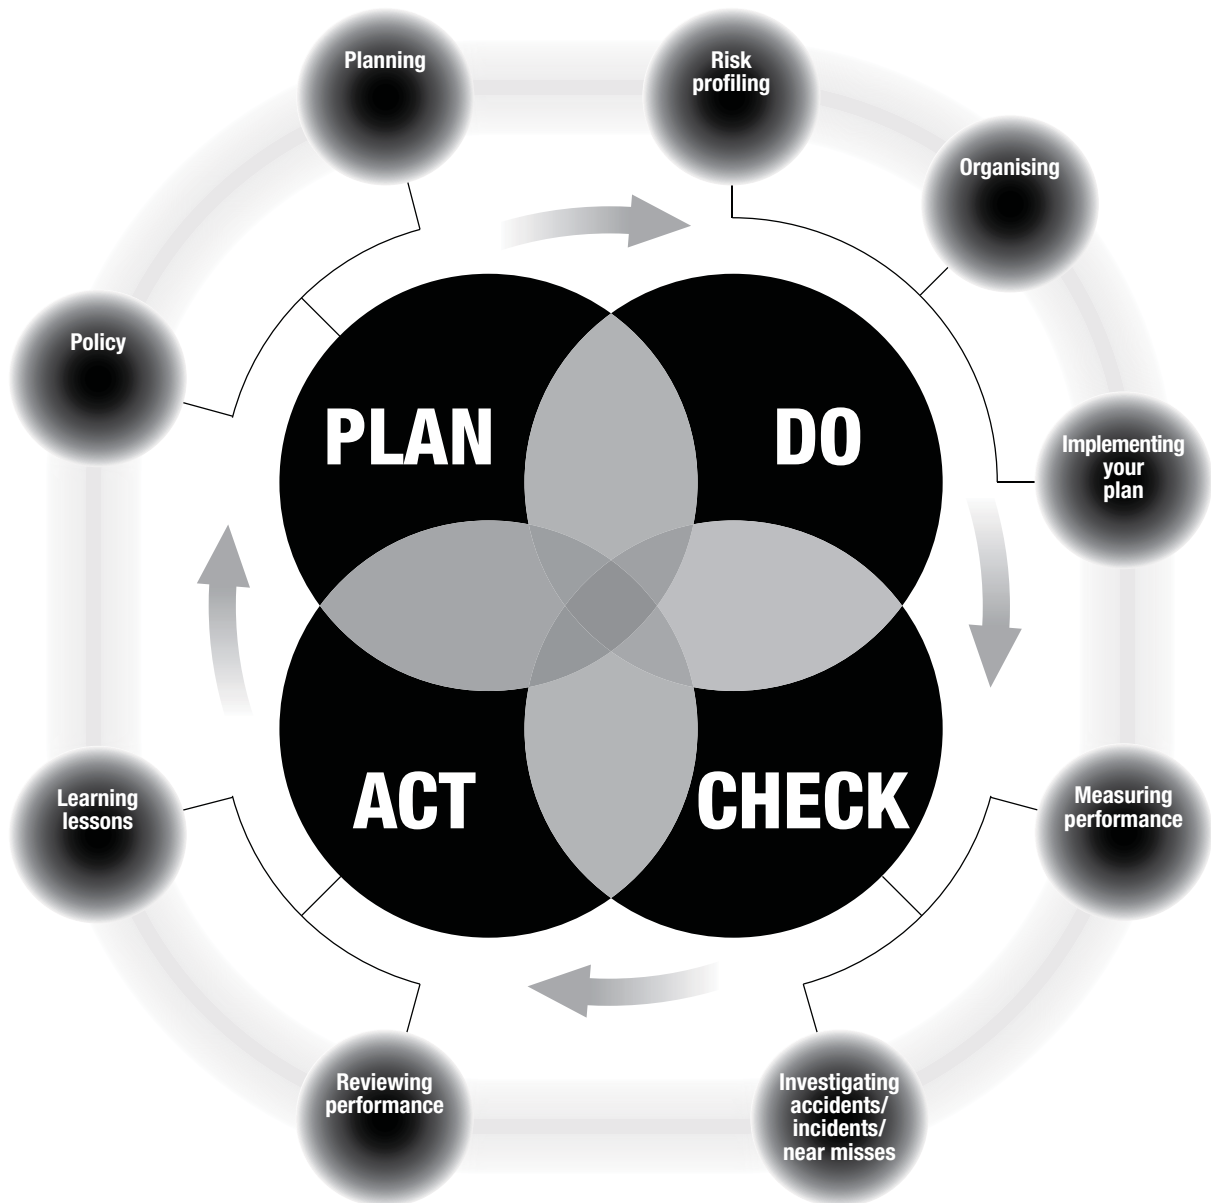 Planning
Risk
profiling
Organising
Policy
PLAN
DO
Implementing
your
plan
Learning
lessons
ACT
CHECK
Measuring
performance
Reviewing
performance
Investigating
accidents/
incidents/
near misses